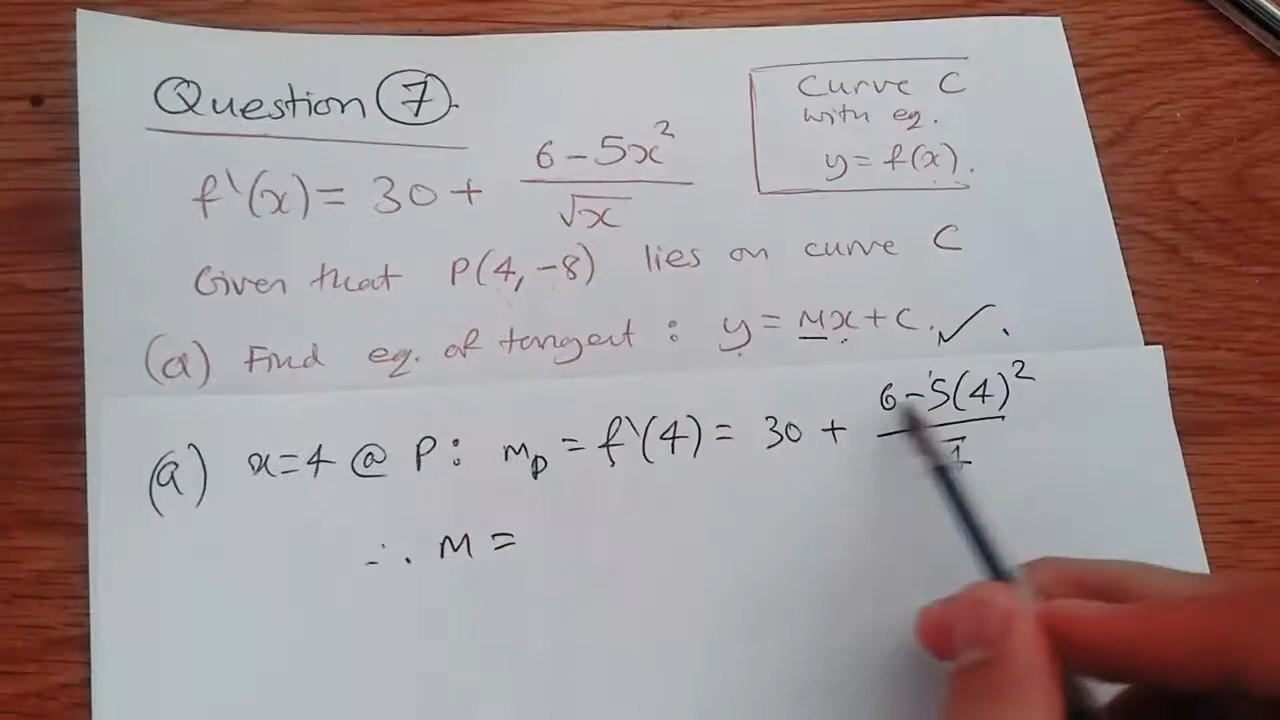 Question 7.
Curve C
with eq.
y = f(x).
f'(x) = 30 + (6 - 5x²)/√x
Given that P(4, -8) lies on curve C
(a) Find eq. of tangent : y = Mx + C. ✓.
(a) x=4 @ P: mp = f'(4) = 30 + 6-5(4)²
∴ M =